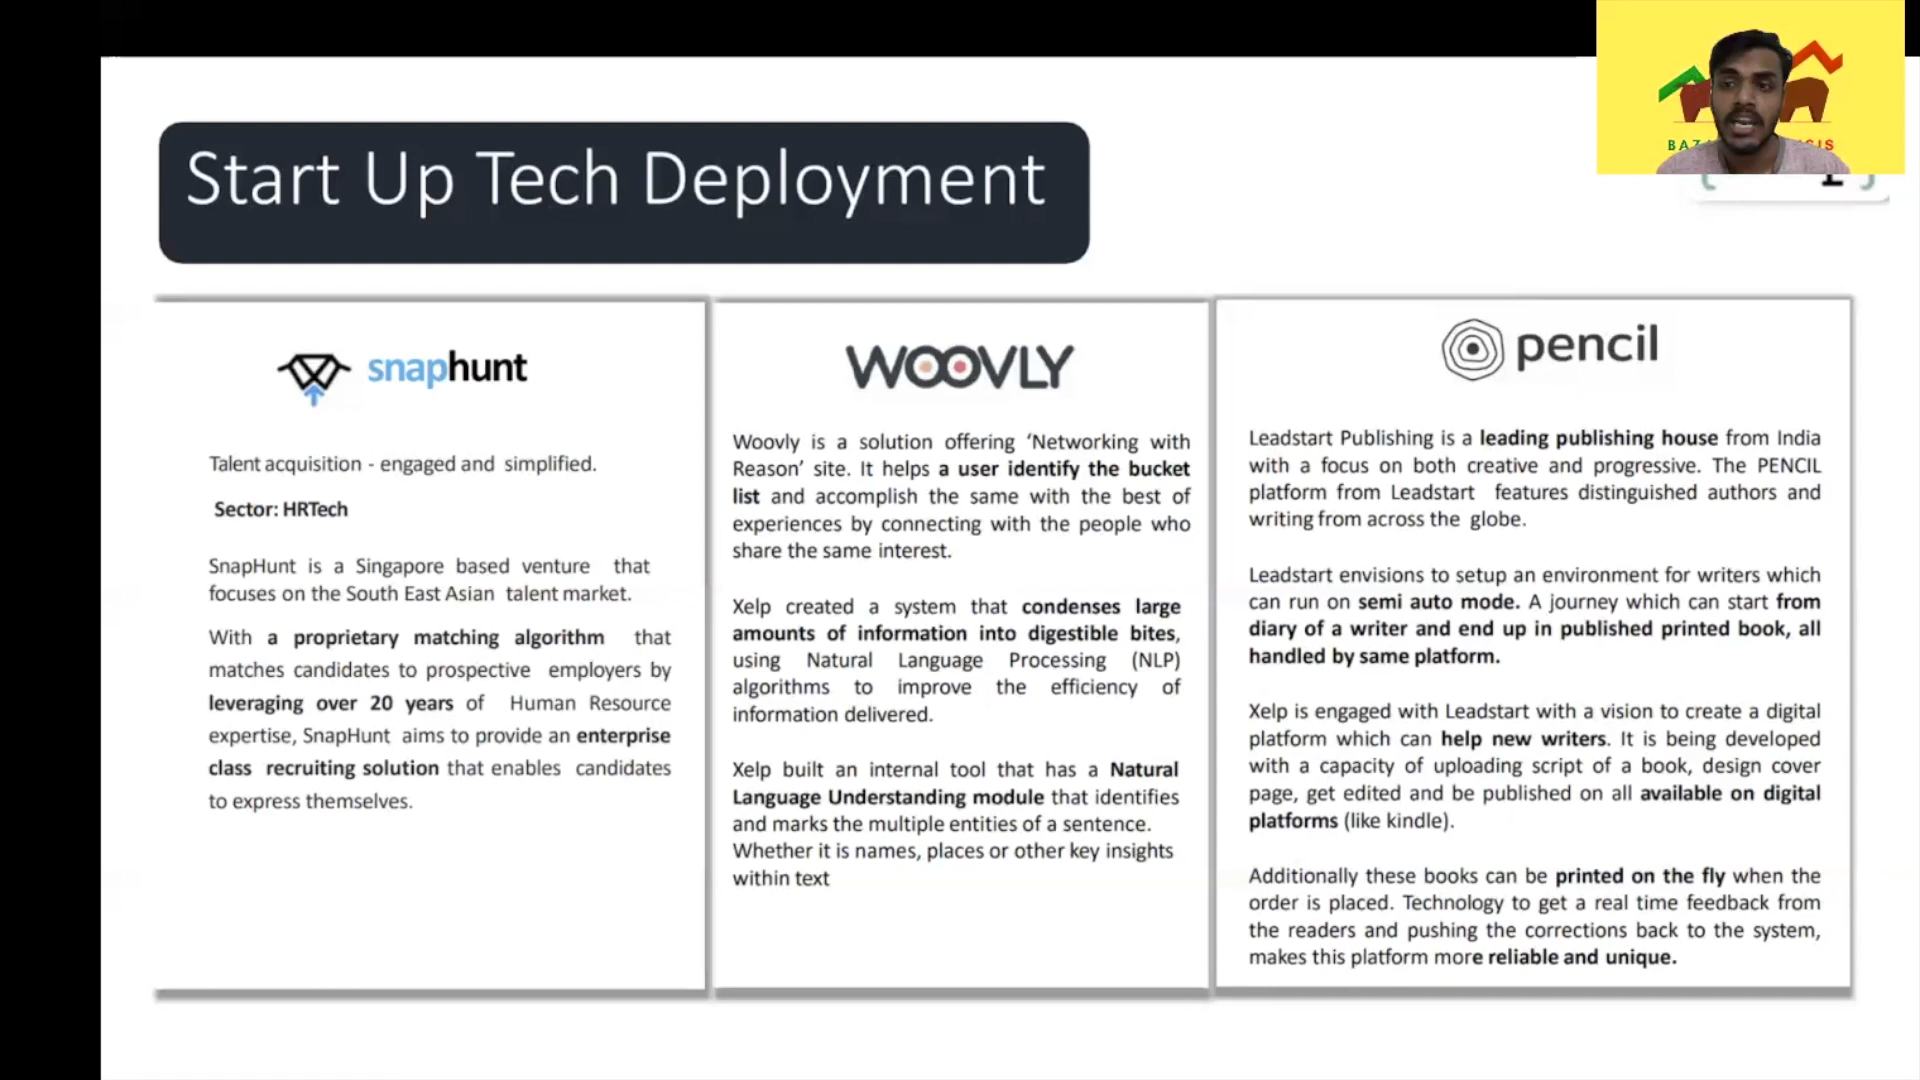 Start Up Tech Deployment
snaphunt
Talent acquisition - engaged and simplified.
Sector: HRTech
SnapHunt is a Singapore based venture that
focuses on the South East Asian talent market.
With a proprietary matching algorithm that
matches candidates to prospective employers by
leveraging over 20 years of Human Resource
expertise, SnapHunt aims to provide an enterprise
class recruiting solution that enables candidates
to express themselves.
WOOVLY
Woovly is a solution offering ‘Networking with
Reason’ site. It helps a user identify the bucket
list and accomplish the same with the best of
experiences by connecting with the people who
share the same interest.
Xelp created a system that condenses large
amounts of information into digestible bites,
using Natural Language Processing (NLP)
algorithms to improve the efficiency of
information delivered.
Xelp built an internal tool that has a Natural
Language Understanding module that identifies
and marks the multiple entities of a sentence.
Whether it is names, places or other key insights
within text
pencil
Leadstart Publishing is a leading publishing house from India
with a focus on both creative and progressive. The PENCIL
platform from Leadstart features distinguished authors and
writing from across the globe.
Leadstart envisions to setup an environment for writers which
can run on semi auto mode. A journey which can start from
diary of a writer and end up in published printed book, all
handled by same platform.
Xelp is engaged with Leadstart with a vision to create a digital
platform which can help new writers. It is being developed
with a capacity of uploading script of a book, design cover
page, get edited and be published on all available on digital
platforms (like kindle).
Additionally these books can be printed on the fly when the
order is placed. Technology to get a real time feedback from
the readers and pushing the corrections back to the system,
makes this platform more reliable and unique.